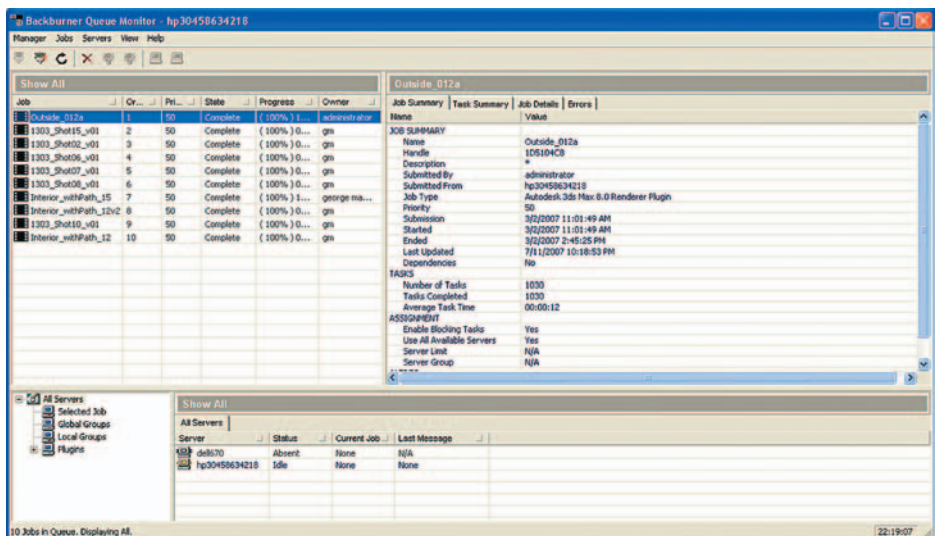 Backburner Queue Monitor - hp30458634218
Manager Jobs Servers View Help
Show All
Job Or... Pri... State Progress Owner
Outside_012a 1 50 Complete (100%) 1... administrator
1303_Shot15_v01 2 50 Complete (100%) 0... gm
1303_Shot02_v01 3 50 Complete (100%) 0... gm
1303_Shot06_v01 4 50 Complete (100%) 0... gm
1303_Shot07_v01 5 50 Complete (100%) 0... gm
1303_Shot08_v01 6 50 Complete (100%) 0... gm
Interior_withPath_15 7 50 Complete (100%) 1... george ma...
Interior_withPath_12v2 8 50 Complete (100%) 0... gm
1303_Shot10_v01 9 50 Complete (100%) 0... gm
Interior_withPath_12 10 50 Complete (100%) 0... gm
Outside_012a
Job Summary Task Summary Job Details Errors
Name Value
JOB SUMMARY
Name Outside_012a
Handle 1D5104C8
Description *
Submitted By administrator
Submitted From hp30458634218
Job Type Autodesk 3ds Max 8.0 Renderer Plugin
Priority 50
Submission 3/2/2007 11:01:49 AM
Started 3/2/2007 11:01:49 AM
Ended 3/2/2007 2:45:25 PM
Last Updated 7/11/2007 10:18:53 PM
Dependencies No
TASKS
Number of Tasks 1030
Tasks Completed 1030
Average Task Time 00:00:12
ASSIGNMENT
Enable Blocking Tasks Yes
Use All Available Servers Yes
Server Limit N/A
Server Group N/A
All Servers
Selected Job
Global Groups
Local Groups
Plugins
Show All
All Servers
Server Status Current Job Last Message
dell670 Absent None N/A
hp30458634218 Idle None None
10 Jobs in Queue. Displaying All.
22:19:07